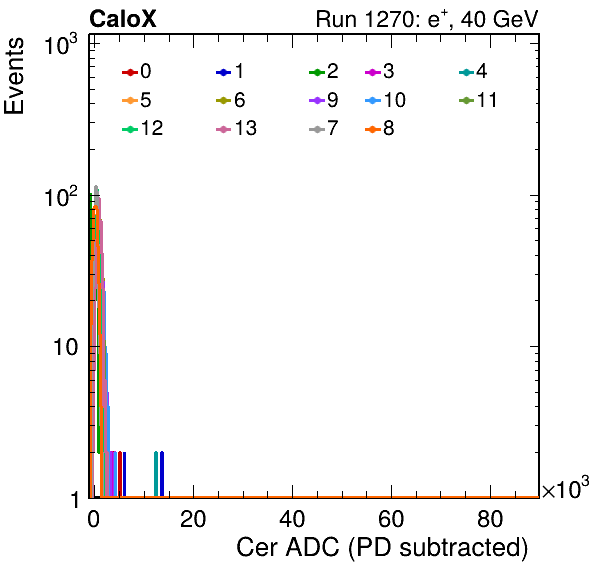 CaloX Run 1270: e⁺, 40 GeV
Events
10³
10²
10
1
0 1 2 3 4
5 6 9 10 11
12 13 7 8
0 20 40 60 80
×10³
Cer ADC (PD subtracted)